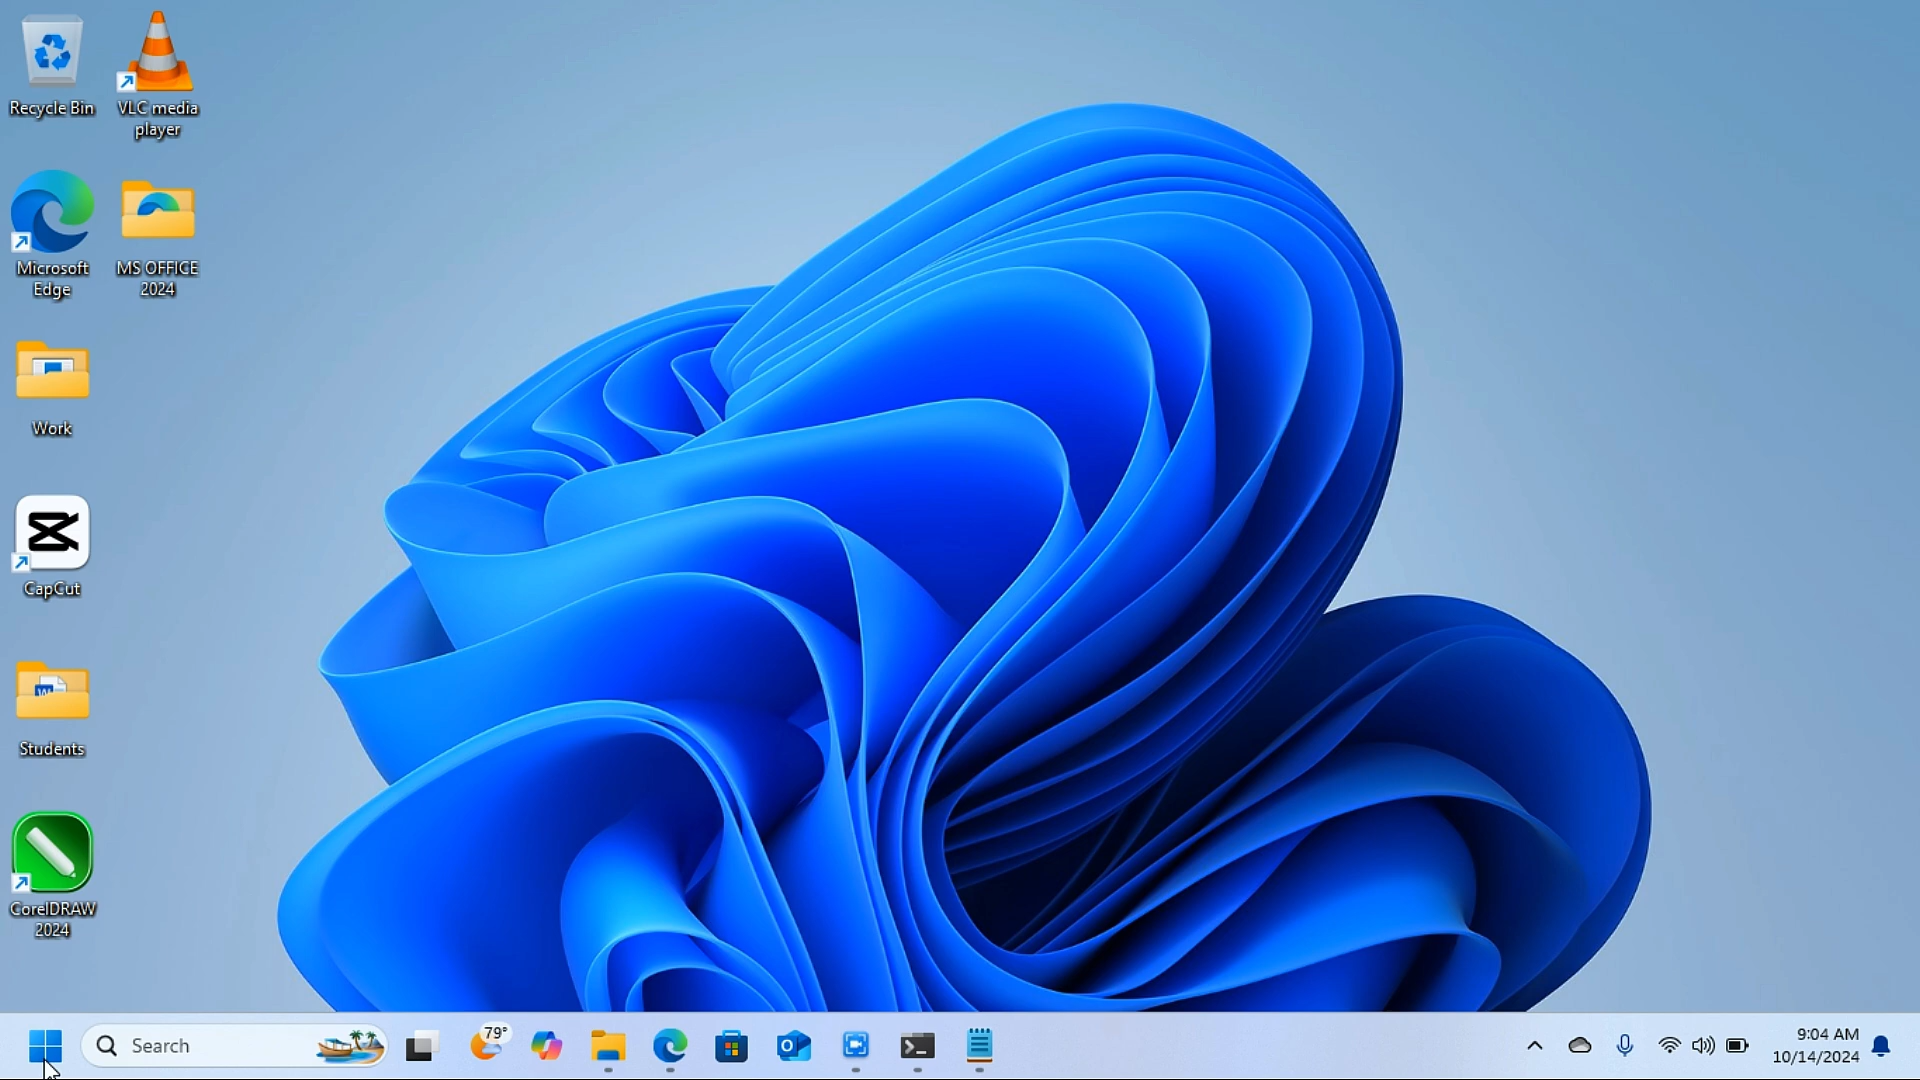 Recycle Bin
VLC media
player
Microsoft
Edge
MS OFFICE
2024
Work
CapCut
Students
CorelDRAW
2024
Search
79°
9:04 AM
10/14/2024